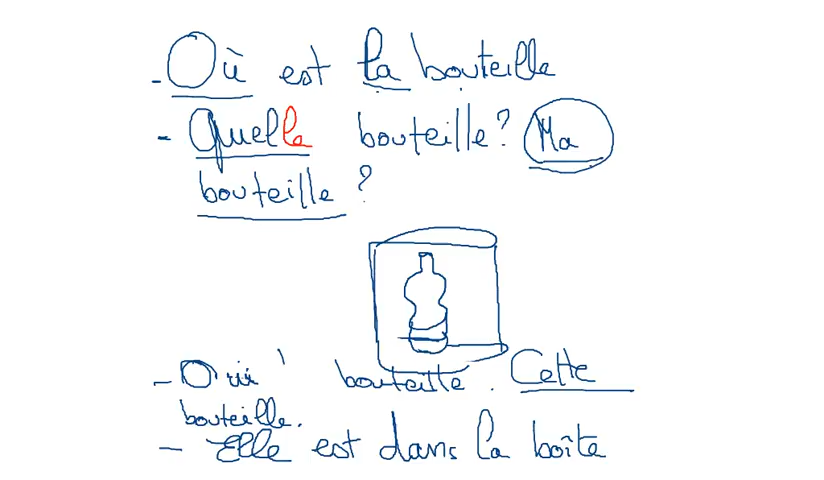 - Où est la bouteille
- Quelle bouteille? Ma
bouteille?
- Oui bouteille. Cette
bouteille.
- Elle est dans la boîte